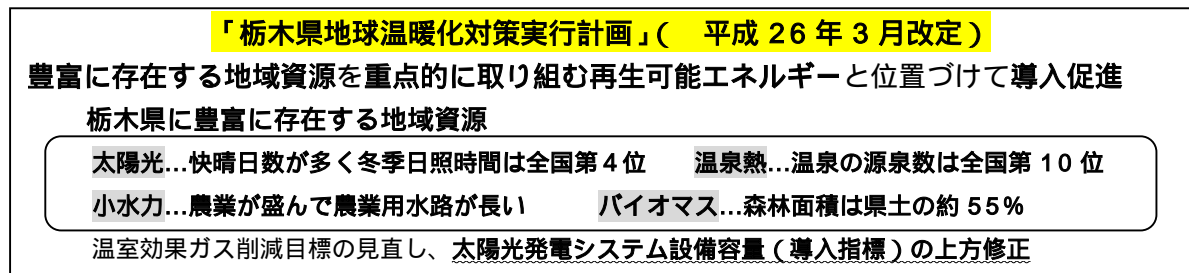 「栃木県地球温暖化対策実行計画」( 平成26年3月改定)
豊富に存在する地域資源を重点的に取り組む再生可能エネルギーと位置づけて導入促進
栃木県に豊富に存在する地域資源
太陽光…快晴日数が多く冬季日照時間は全国第4位 温泉熱…温泉の源泉数は全国第10位
小水力…農業が盛んで農業用水路が長い バイオマス…森林面積は県土の約55%
温室効果ガス削減目標の見直し、太陽光発電システム設備容量(導入指標)の上方修正